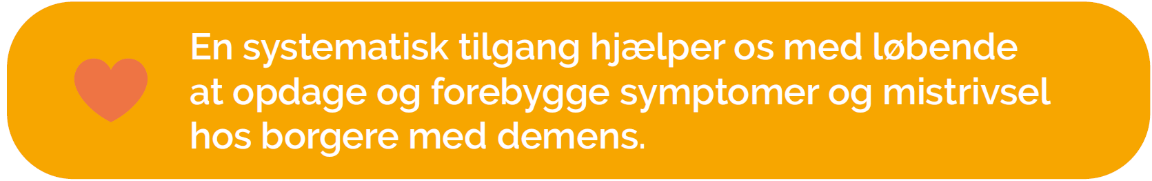 En systematisk tilgang hjælper os med løbende
at opdage og forebygge symptomer og mistrivsel
hos borgere med demens.